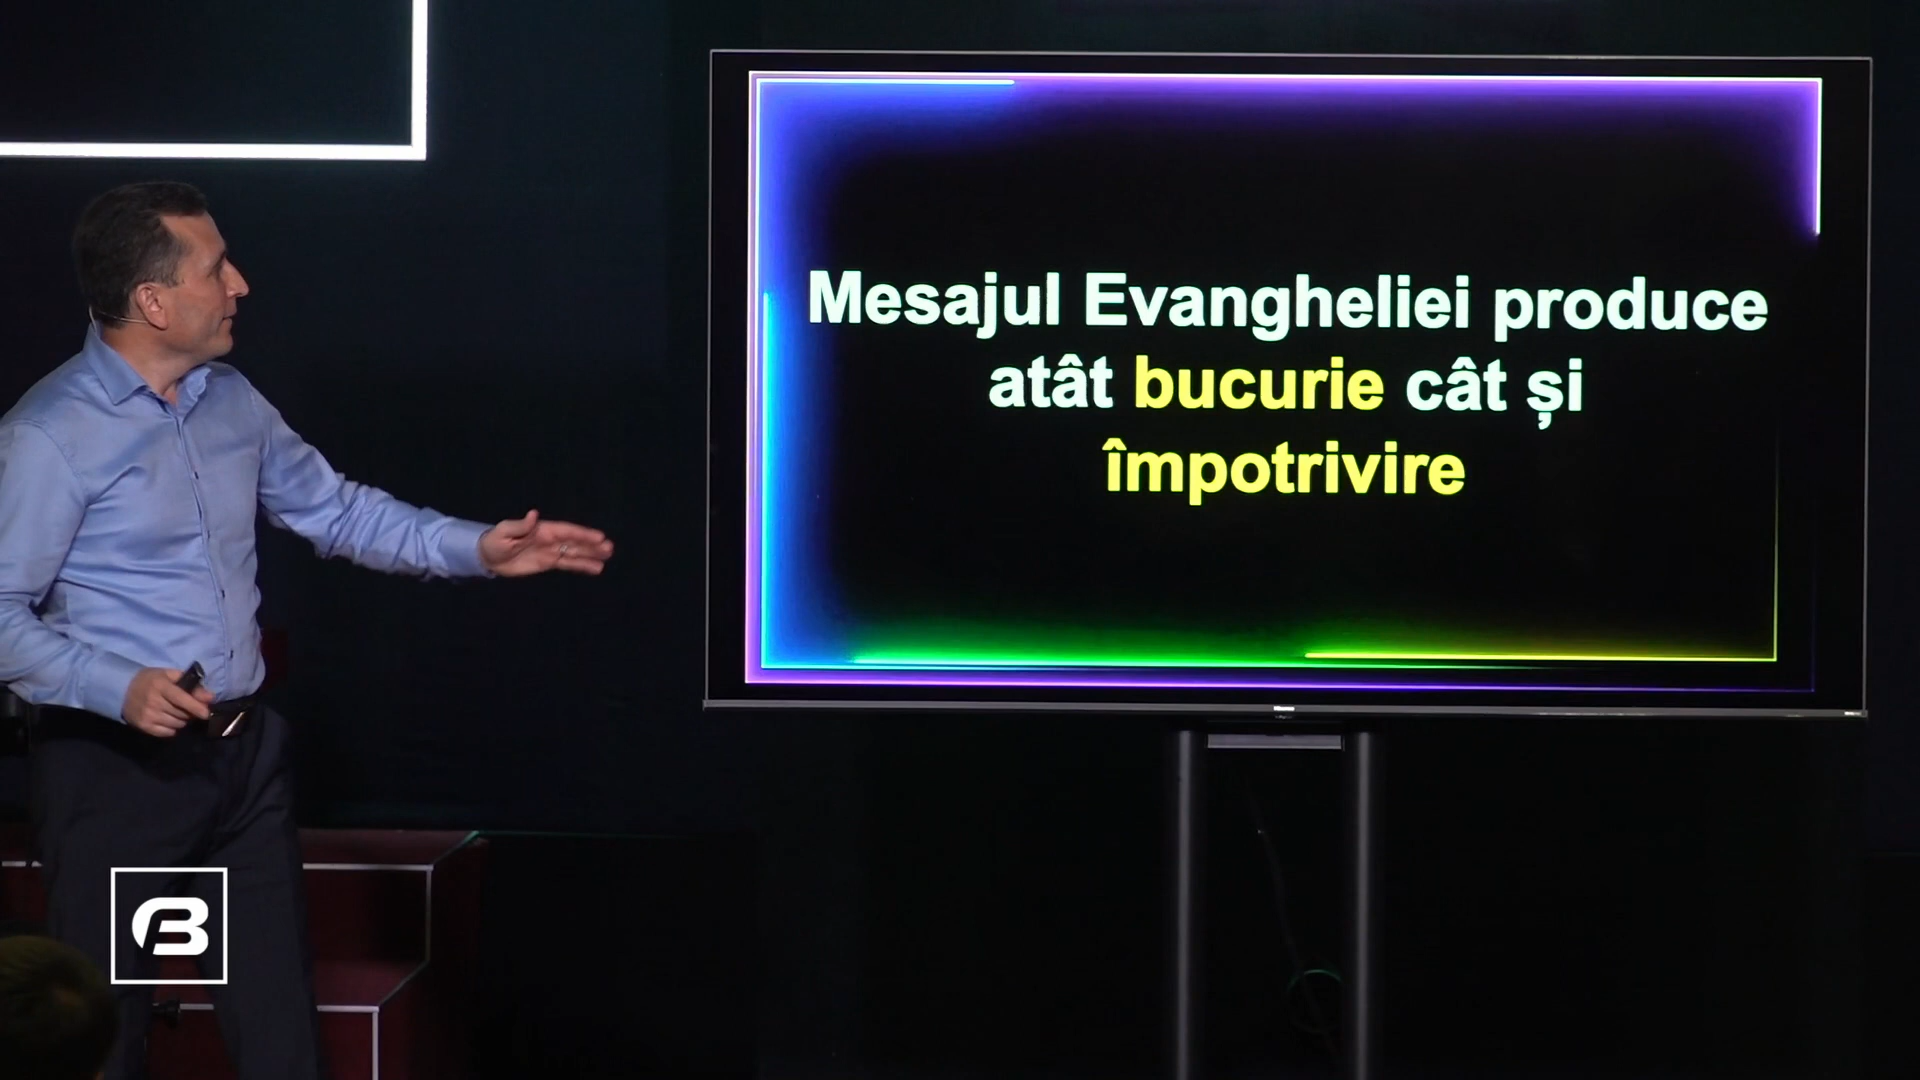 Mesajul Evangheliei produce
atât bucurie cât și
împotrivire